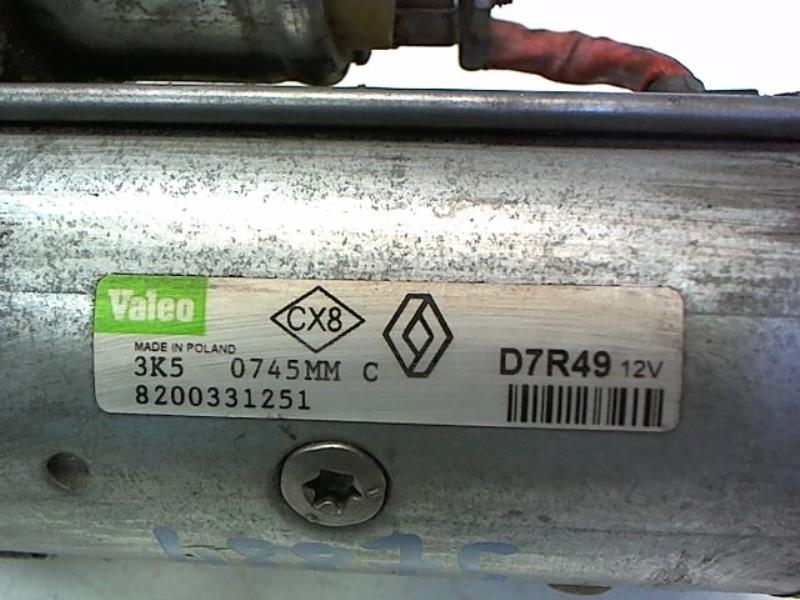 Valeo
CX8
MADE IN POLAND
3K5 0745MM C
D7R49 12V
8200331251